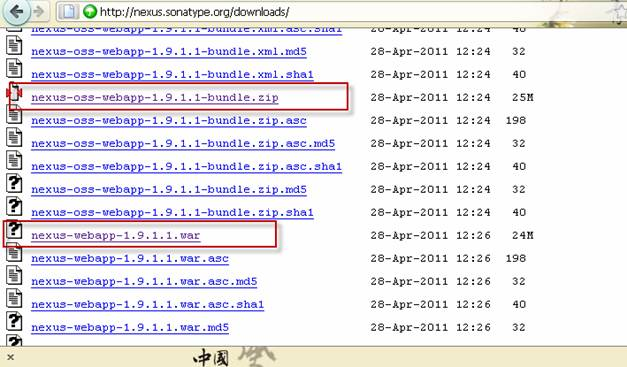 http://nexus.sonatype.org/downloads/
nexus-oss-webapp-1.9.1.1-bundle.xml.asc.sha1 28-Apr-2011 12:24 40
nexus-oss-webapp-1.9.1.1-bundle.xml.md5 28-Apr-2011 12:24 32
nexus-oss-webapp-1.9.1.1-bundle.xml.sha1 28-Apr-2011 12:24 40
nexus-oss-webapp-1.9.1.1-bundle.zip 28-Apr-2011 12:24 25M
nexus-oss-webapp-1.9.1.1-bundle.zip.asc 28-Apr-2011 12:24 198
nexus-oss-webapp-1.9.1.1-bundle.zip.asc.md5 28-Apr-2011 12:24 32
nexus-oss-webapp-1.9.1.1-bundle.zip.asc.sha1 28-Apr-2011 12:24 40
nexus-oss-webapp-1.9.1.1-bundle.zip.md5 28-Apr-2011 12:24 32
nexus-oss-webapp-1.9.1.1-bundle.zip.sha1 28-Apr-2011 12:24 40
nexus-webapp-1.9.1.1.war 28-Apr-2011 12:26 24M
nexus-webapp-1.9.1.1.war.asc 28-Apr-2011 12:26 198
nexus-webapp-1.9.1.1.war.asc.md5 28-Apr-2011 12:26 32
nexus-webapp-1.9.1.1.war.asc.sha1 28-Apr-2011 12:26 40
nexus-webapp-1.9.1.1.war.md5 28-Apr-2011 12:26 32
中國